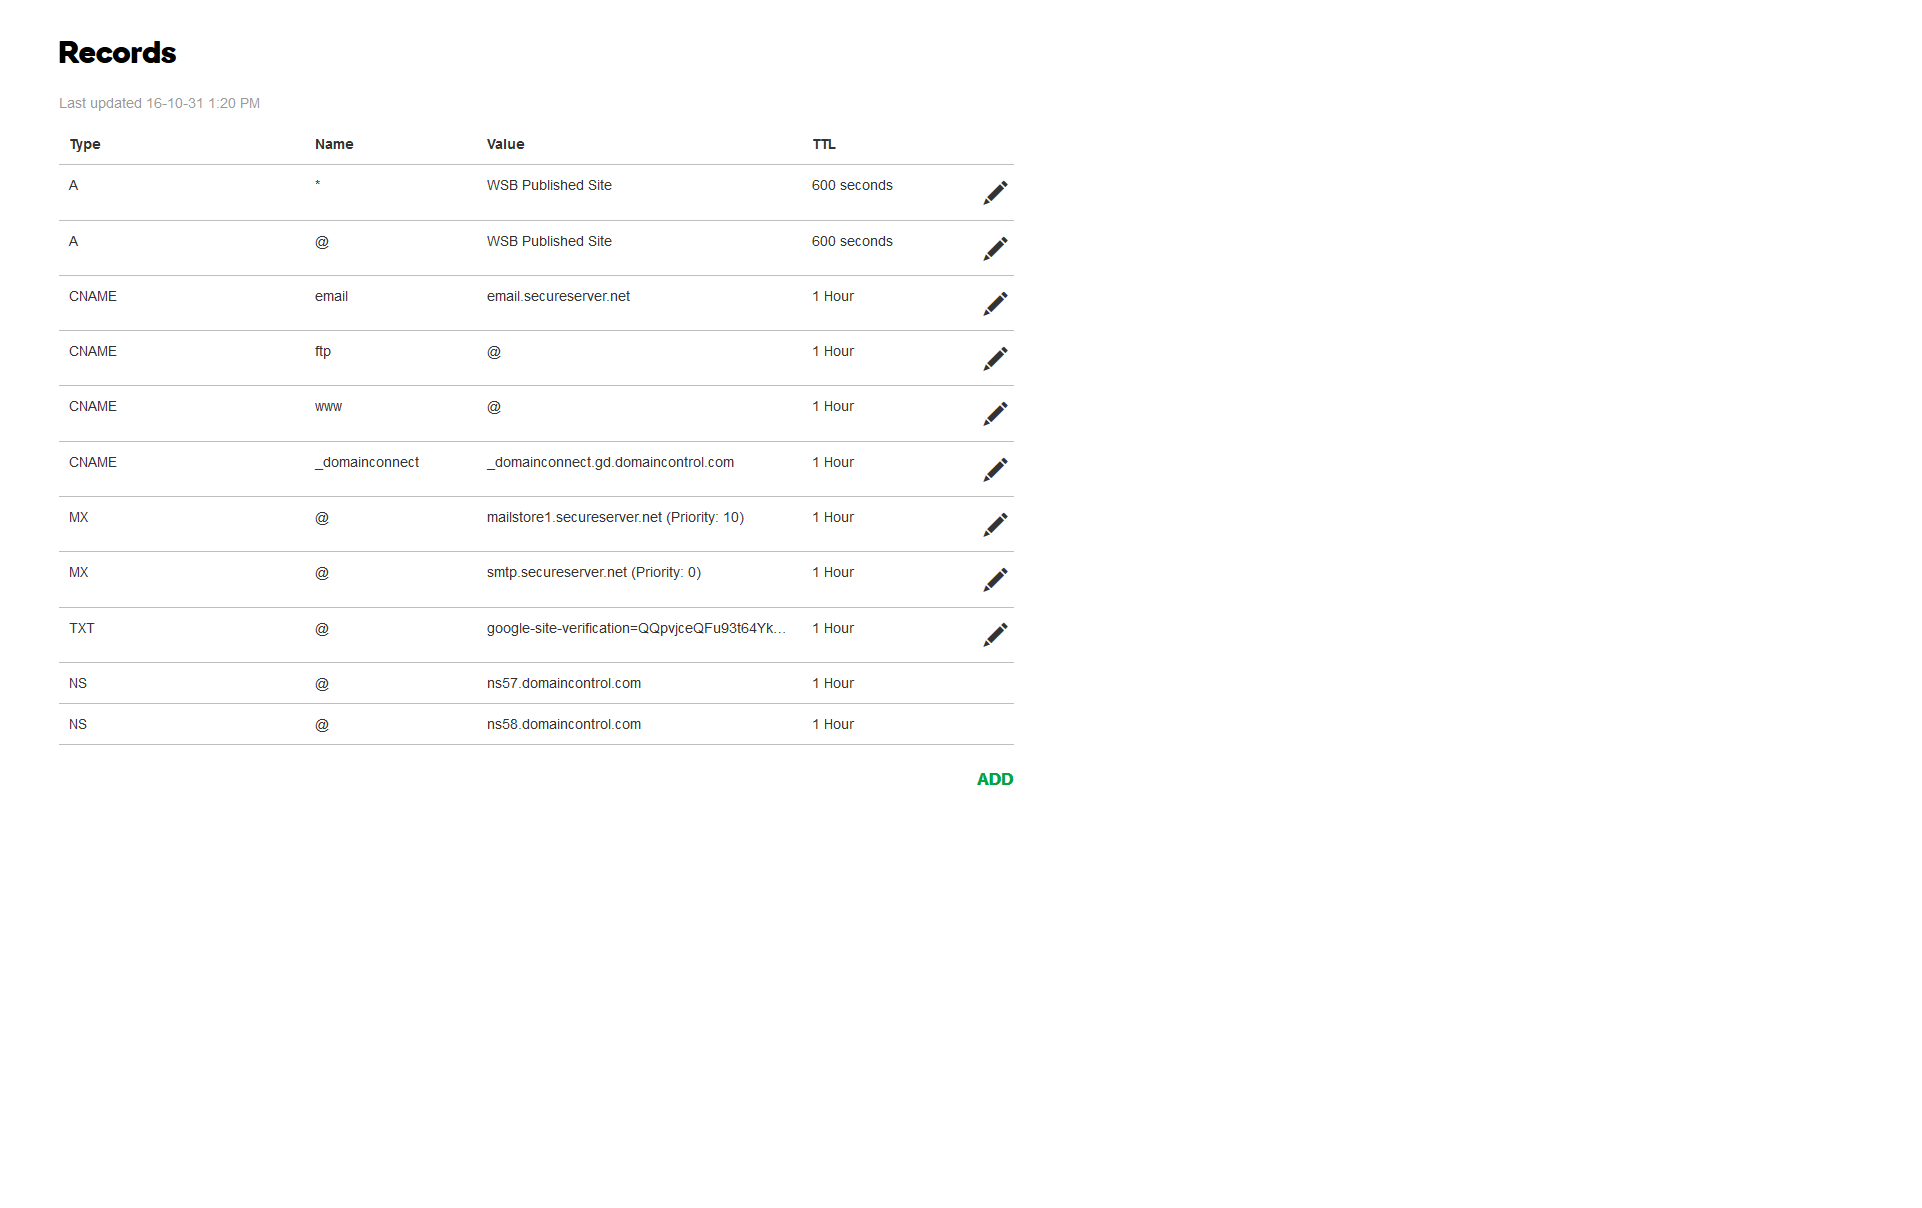 Records
Last updated 16-10-31 1:20 PM
Type Name Value TTL
A * WSB Published Site 600 seconds
A @ WSB Published Site 600 seconds
CNAME email email.secureserver.net 1 Hour
CNAME ftp @ 1 Hour
CNAME www @ 1 Hour
CNAME _domainconnect _domainconnect.gd.domaincontrol.com 1 Hour
MX @ mailstore1.secureserver.net (Priority: 10) 1 Hour
MX @ smtp.secureserver.net (Priority: 0) 1 Hour
TXT @ google-site-verification=QQpvjceQFu93t64Yk... 1 Hour
NS @ ns57.domaincontrol.com 1 Hour
NS @ ns58.domaincontrol.com 1 Hour
ADD